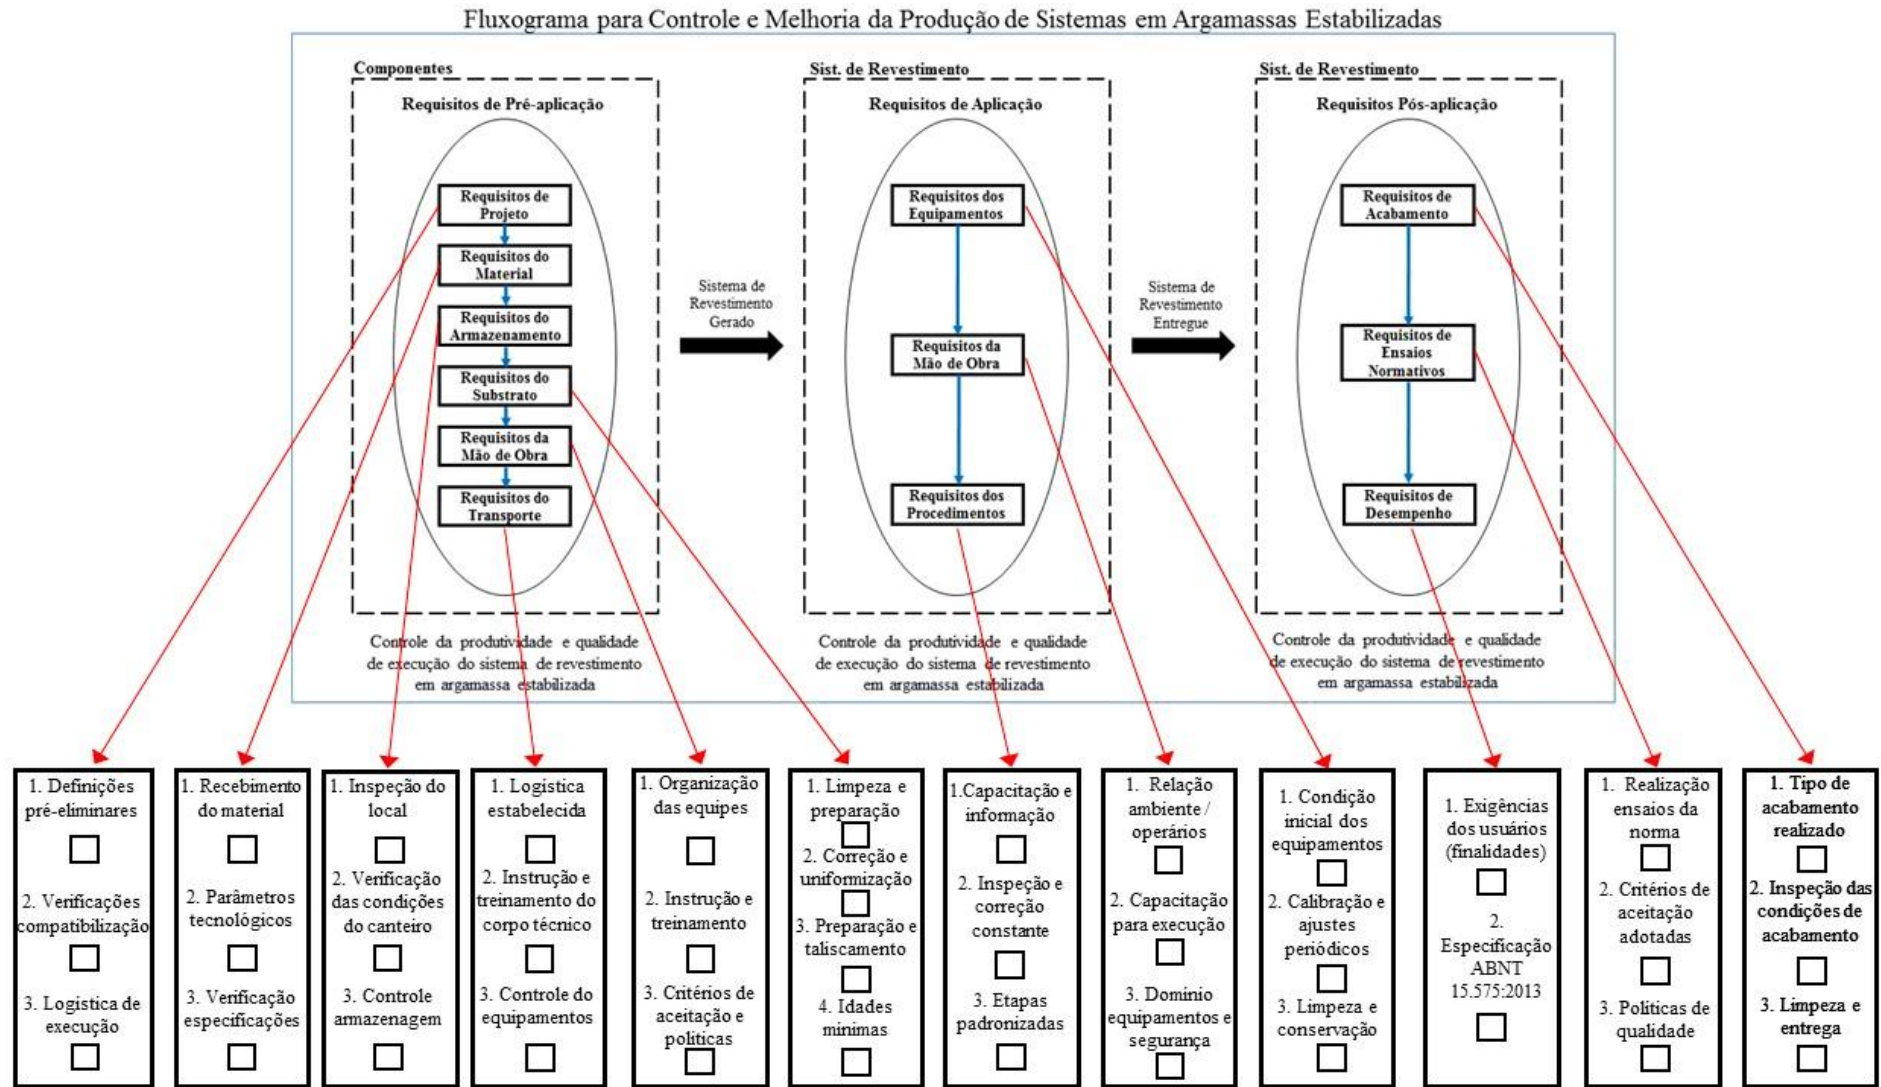 Fluxograma para Controle e Melhoria da Produção de Sistemas em Argamassas Estabilizadas
Componentes
Requisitos de Pré-aplicação
Requisitos de
Projeto
Requisitos do
Material
Requisitos do
Armazenamento
Requisitos do
Substrato
Requisitos da
Mão de Obra
Requisitos do
Transporte
Controle da produtividade e qualidade
de execução do sistema de revestimento
em argamassa estabilizada
Sistema de
Revestimento
Gerado
Sist. de Revestimento
Requisitos de Aplicação
Requisitos dos
Equipamentos
Requisitos da
Mão de Obra
Requisitos dos
Procedimentos
Controle da produtividade e qualidade
de execução do sistema de revestimento
em argamassa estabilizada
Sistema de
Revestimento
Entregue
Sist. de Revestimento
Requisitos Pós-aplicação
Requisitos de
Acabamento
Requisitos de
Ensaios
Normativos
Requisitos de
Desempenho
Controle da produtividade e qualidade
de execução do sistema de revestimento
em argamassa estabilizada
1. Definições
pré-eliminares
2. Verificações
compatibilização
3. Logistica de
execução
1. Recebimento
do material
2. Parâmetros
tecnológicos
3. Verificação
especificações
1. Inspeção do
local
2. Verificação
das condições
do canteiro
3. Controle
armazenagem
1. Logística
estabelecida
2. Instrução e
treinamento do
corpo técnico
3. Controle do
equipamentos
1. Organização
das equipes
2. Instrução e
treinamento
3. Critérios de
aceitação e
políticas
1. Limpeza e
preparação
2. Correção e
uniformização
3. Preparação e
taliscamento
4. Idades
minimas
1.Capacitação e
informação
2. Inspeção e
correção
constante
3. Etapas
padronizadas
1. Relação
ambiente /
operários
2. Capacitação
para execução
3. Dominio
equipamentos e
segurança
1. Condição
inicial dos
equipamentos
2. Calibração e
ajustes
periódicos
3. Limpeza e
conservação
1. Exigências
dos usuários
(finalidades)
2.
Especificação
ABNT
15.575:2013
1. Realização
ensaios da
norma
2. Critérios de
aceitação
adotadas
3. Politicas de
qualidade
1. Tipo de
acabamento
realizado
2. Inspeção das
condições de
acabamento
3. Limpeza e
entrega